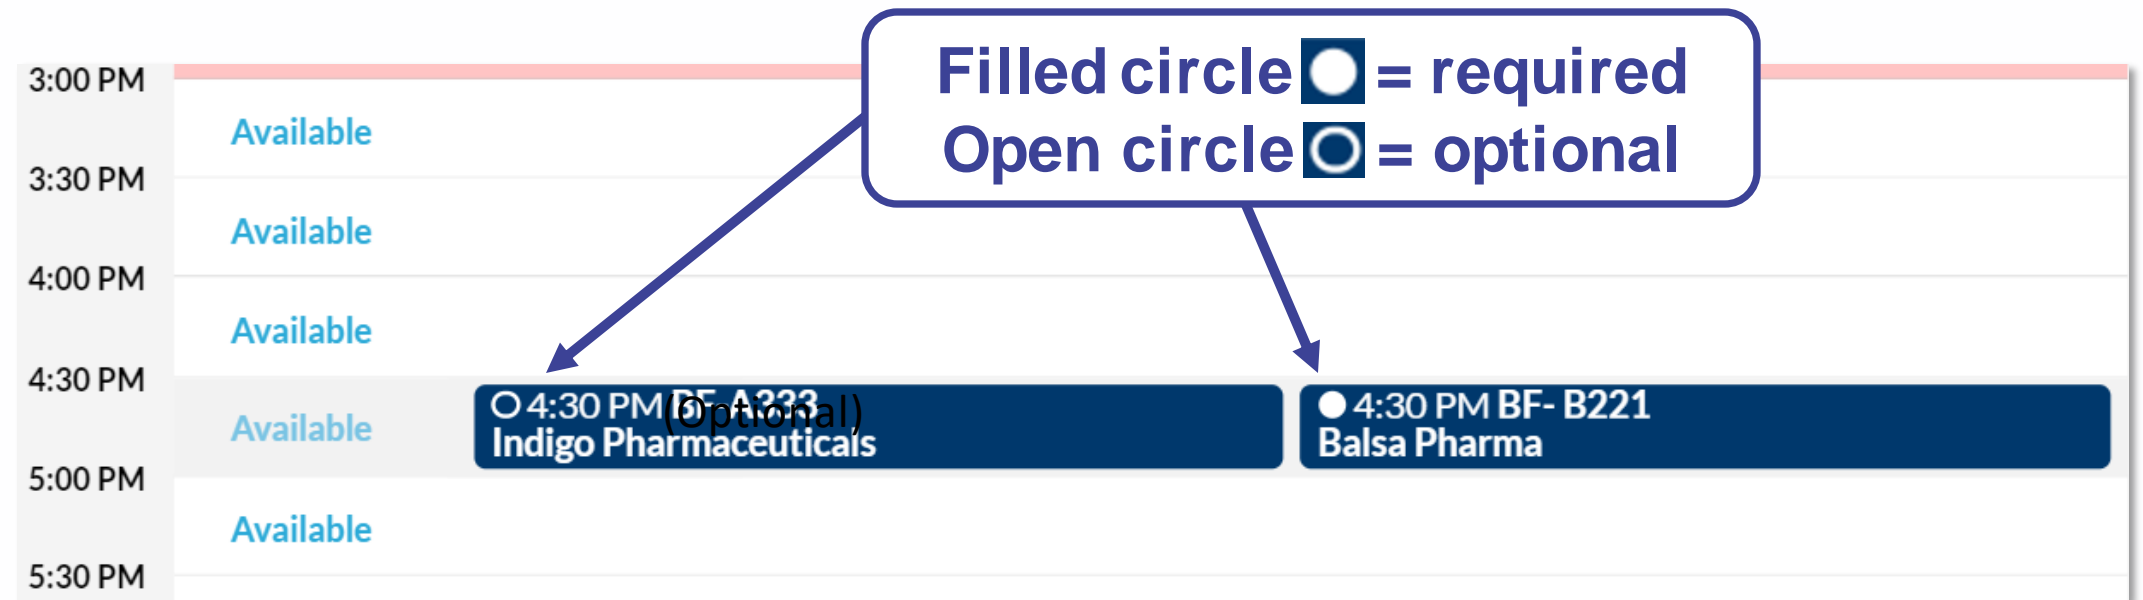 Filled circle = required
Open circle = optional
3:00 PM
Available
3:30 PM
Available
4:00 PM
Available
4:30 PM
Available
4:30 PM BF-A333
(Optional)
Indigo Pharmaceuticals
4:30 PM BF- B221
Balsa Pharma
5:00 PM
Available
5:30 PM